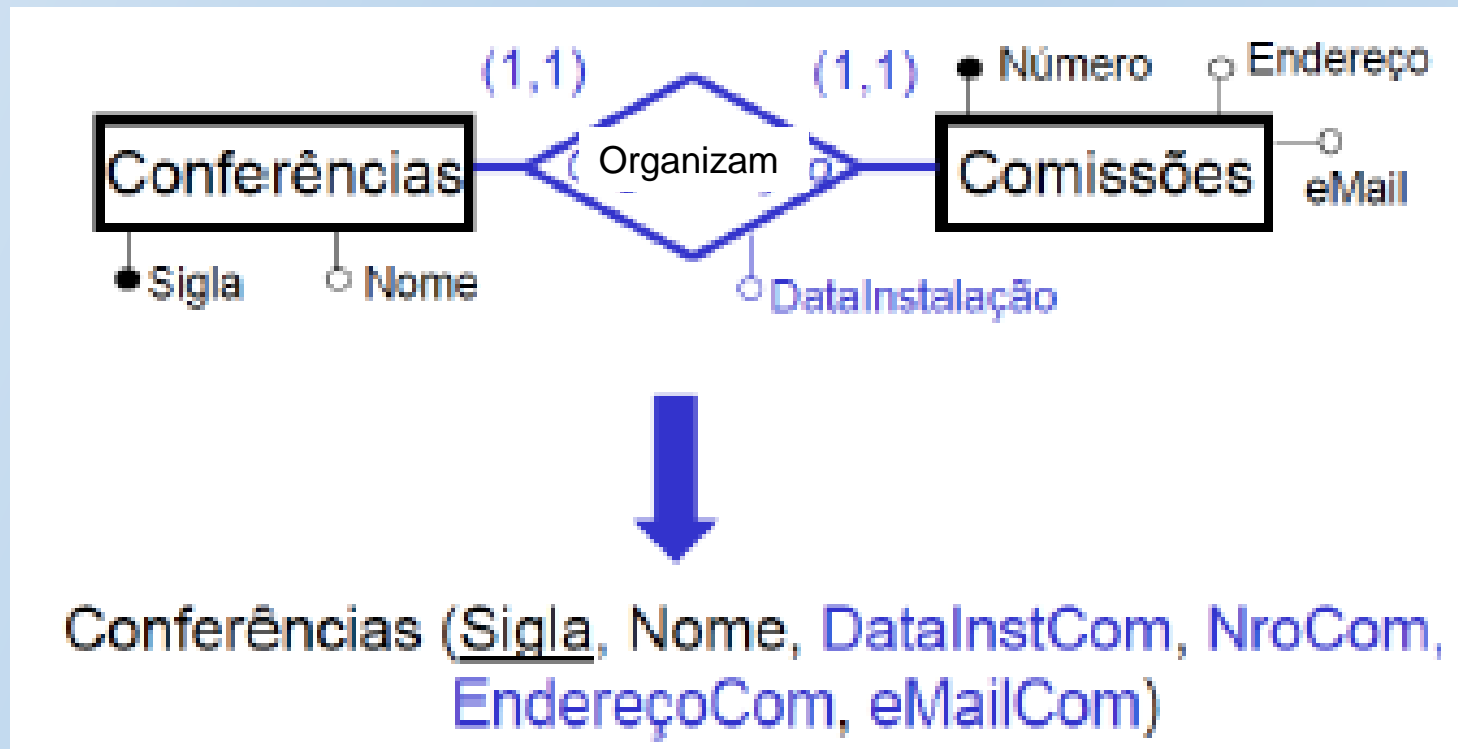 (1,1)
(1,1)
Número
Endereço
Conferências
Organizam
Comissões
eMail
Sigla
Nome
DataInstalação
Conferências (Sigla, Nome, DataInstCom, NroCom,
EndereçoCom, eMailCom)